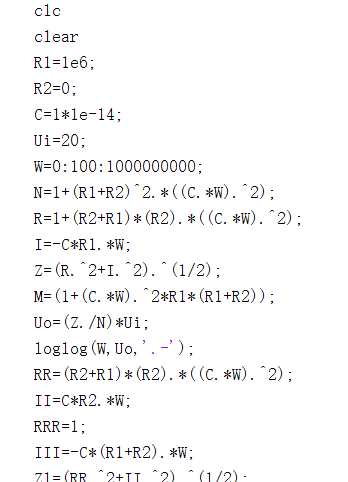 clc
clear
R1=1e6;
R2=0;
C=1*1e-14;
Ui=20;
W=0:100:1000000000;
N=1+(R1+R2)^2.*((C.*W).^2);
R=1+(R2+R1)*(R2).*((C.*W).^2);
I=-C*R1.*W;
Z=(R.^2+I.^2).^(1/2);
M=(1+(C.*W).^2*R1*(R1+R2));
Uo=(Z./N)*Ui;
loglog(W,Uo,'.-');
RR=(R2+R1)*(R2).*((C.*W).^2);
II=C*R2.*W;
RRR=1;
III=-C*(R1+R2).*W;
Z1=(RR.^2+II.^2).^(1/2);